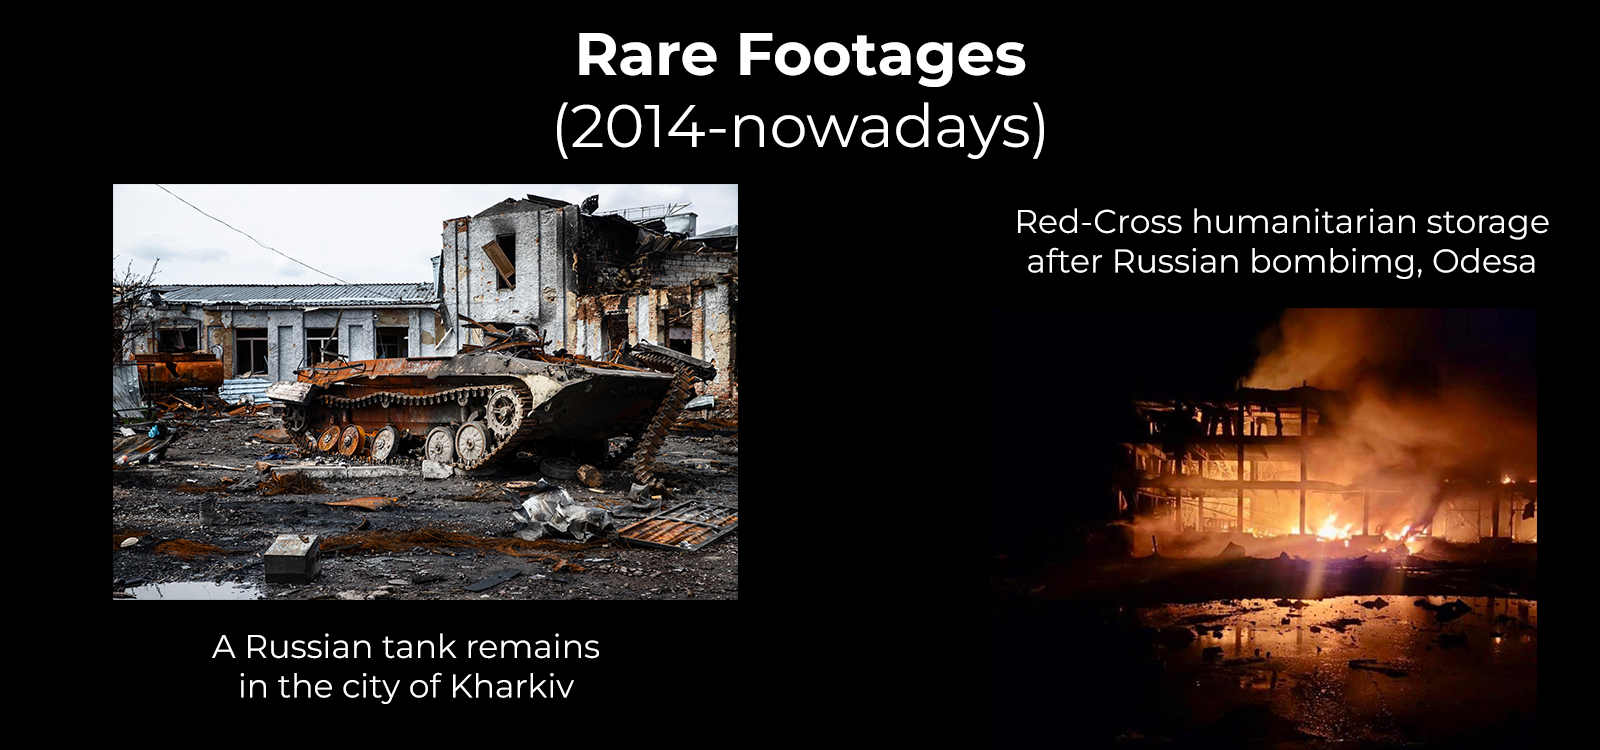 Rare Footages
(2014-nowadays)
Red-Cross humanitarian storage
after Russian bombimg, Odesa
A Russian tank remains
in the city of Kharkiv